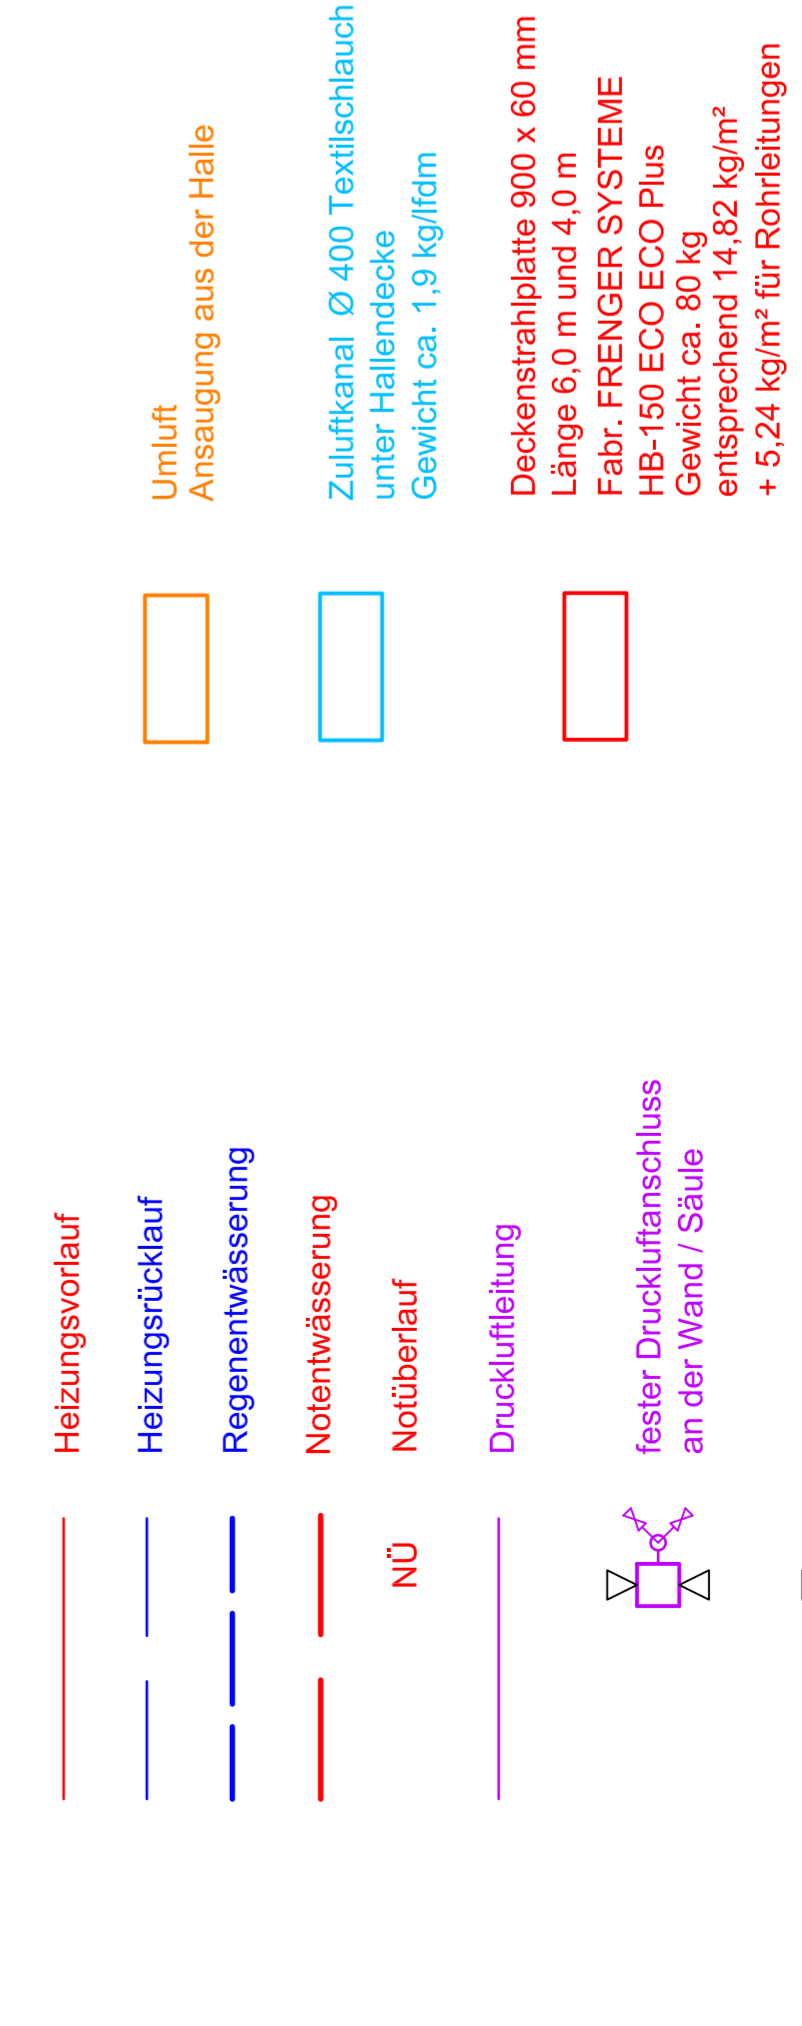 Heizungsvorlauf
Heizungsrücklauf
Regenentwässerung
Notentwässerung
NÜ Notüberlauf
Druckluftleitung
fester Druckluftanschluss
an der Wand / Säule
Umluft
Ansaugung aus der Halle
Zuluftkanal Ø 400 Textilschlauch
unter Hallendecke
Gewicht ca. 1,9 kg/lfdm
Deckenstrahlplatte 900 x 60 mm
Länge 6,0 m und 4,0 m
Fabr. FRENGER SYSTEME
HB-150 ECO ECO Plus
Gewicht ca. 80 kg
entsprechend 14,82 kg/m²
+ 5,24 kg/m² für Rohrleitungen